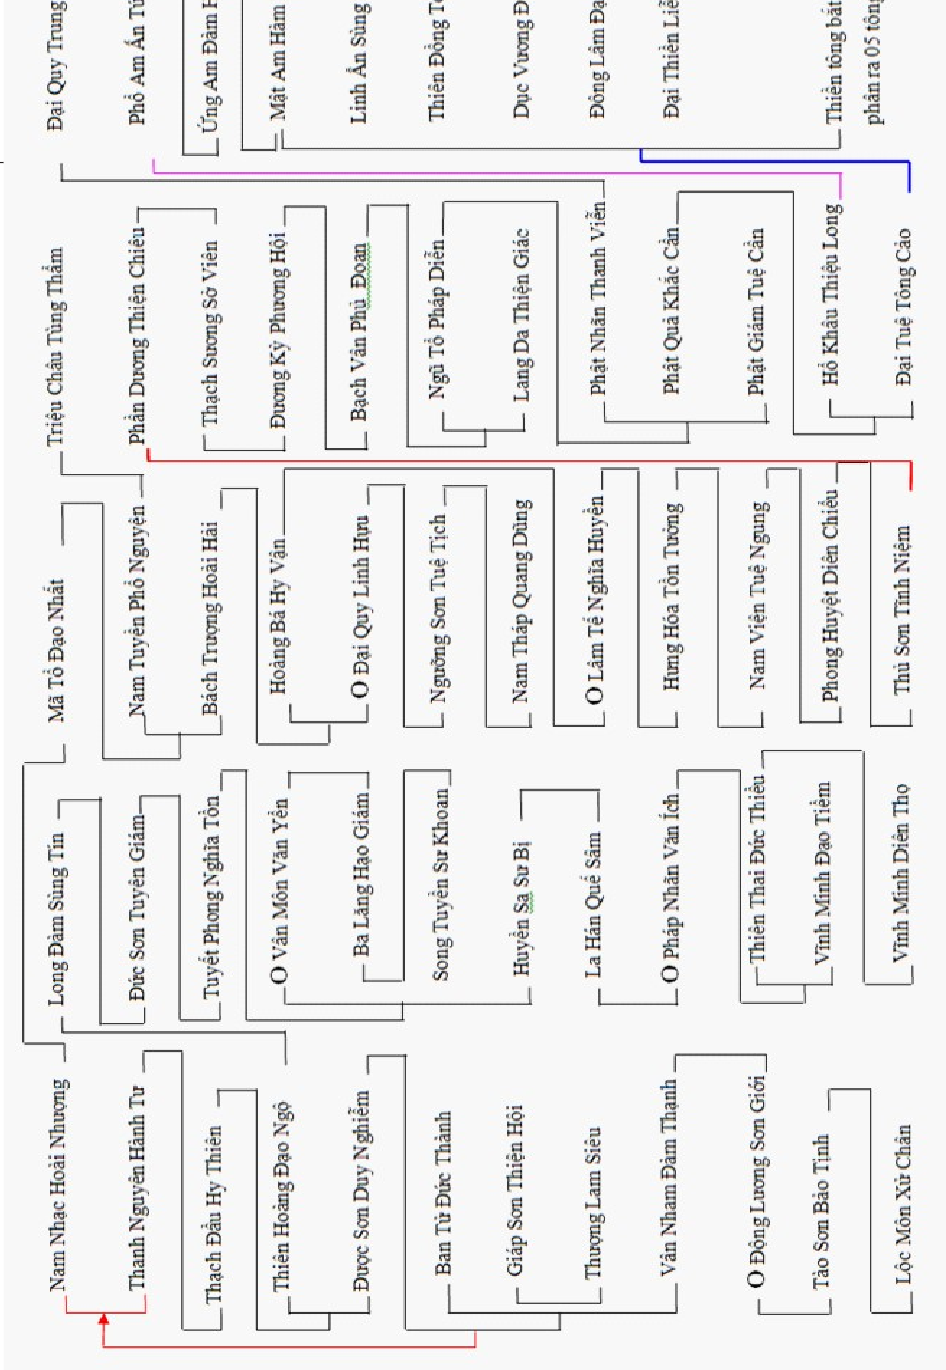 Nam Nhạc Hoài Nhượng
Thanh Nguyên Hành Tư
Thạch Đầu Hy Thiên
Thiên Hoàng Đạo Ngộ
Dược Sơn Duy Nghiễm
Ban Tử Đức Thành
Giáp Sơn Thiện Hội
Thượng Lam Siêu
Vân Nham Đàm Thạnh
O Động Lương Sơn Giới
Tào Sơn Bảo Tinh
Lộc Môn Xử Chân
Long Đàm Sùng Tín
Đức Sơn Tuyên Giám
Tuyết Phong Nghĩa Tồn
O Vân Môn Văn Yển
Ba Lăng Hạo Giám
Song Tuyền Sư Khoan
Huyền Sa Sư Bị
La Hán Quế Sâm
O Pháp Nhãn Văn Ích
Thiên Thai Đức Thiều
Vĩnh Minh Đạo Tiềm
Vĩnh Minh Diên Thọ
Mã Tổ Đạo Nhất
Nam Tuyền Phổ Nguyện
Bách Trượng Hoài Hải
Hoàng Bá Hy Vận
O Đại Quy Linh Hựu
Ngưỡng Sơn Tuệ Tịch
Nam Tháp Quang Dũng
O Lâm Tế Nghĩa Huyền
Hưng Hóa Tồn Tưởng
Nam Viện Tuệ Ngung
Phong Huyệt Diên Chiểu
Thủ Sơn Tỉnh Niệm
Triệu Châu Tùng Thẩm
Phần Dương Thiện Chiêu
Thạch Sương Sở Viên
Dương Kỳ Phương Hội
Bạch Vân Phủ Đoan
Ngũ Tổ Pháp Diễn
Lang Da Thiện Giác
Phật Nhãn Thanh Viễn
Phật Quả Khắc Cần
Phật Giám Tuệ Cần
Hổ Khâu Thiệu Long
Đại Tuệ Tông Cảo
Đại Quy Trung
Phổ Am Ấn
Ứng Am Đàm
Mật Am Hàm
Linh Ẩn Sùng
Thiên Đồng
Dục Vương
Đông Lâm
Đại Thiền
Thiền tông bắt
phân ra 05 tông